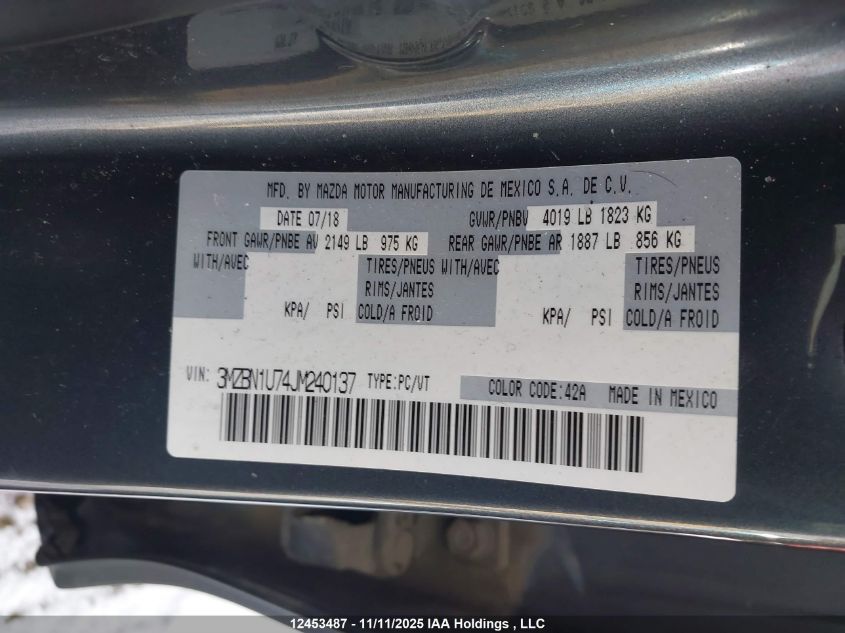 MFD. BY MAZDA MOTOR MANUFACTURING DE MEXICO S.A. DE C.V.
DATE 07/18 GVWR/PNBV 4019 LB 1823 KG
FRONT GAWR/PNBE AV 2149 LB 975 KG REAR GAWR/PNBE AR 1887 LB 856 KG
WITH/AVEC TIRES/PNEUS WITH/AVEC TIRES/PNEUS
RIMS/JANTES RIMS/JANTES
KPA/ PSI COLD/A FROID KPA/ PSI COLD/A FROID
VIN: 3MZBN1U74JM240137 TYPE:PC/VT COLOR CODE:42A MADE IN MEXICO
12453487 - 11/11/2025 IAA Holdings , LLC